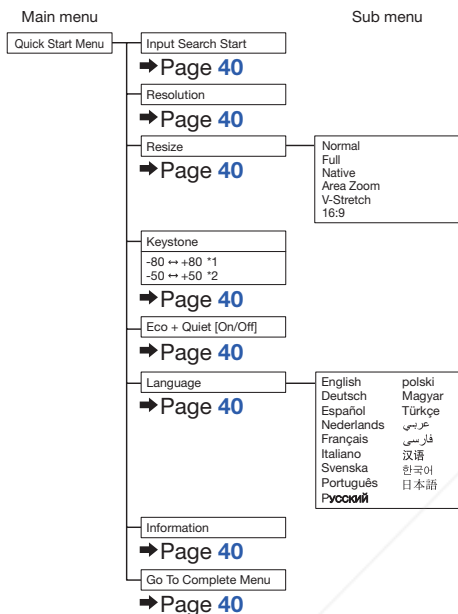 Main menu
Sub menu
Quick Start Menu
Input Search Start
➡Page 40
Resolution
➡Page 40
Resize
➡Page 40
Normal
Full
Native
Area Zoom
V-Stretch
16:9
Keystone
-80 ↔ +80 *1
-50 ↔ +50 *2
➡Page 40
Eco + Quiet [On/Off]
➡Page 40
Language
➡Page 40
English
Deutsch
Español
Nederlands
Français
Italiano
Svenska
Português
Русский
polski
Magyar
Türkçe
عربي
فارسی
汉语
한국어
日本語
Information
➡Page 40
Go To Complete Menu
➡Page 40